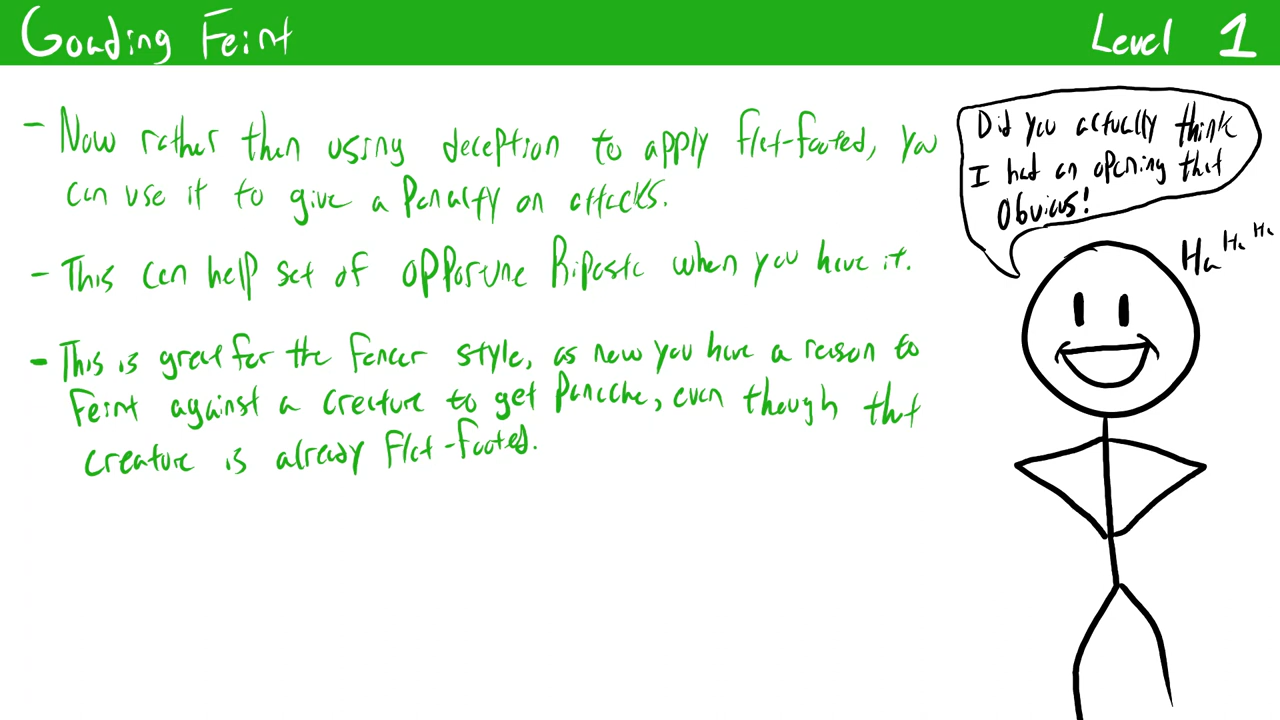 Goading Feint
Level 1
- Now rather then using deception to apply flat-footed, you
can use it to give a Penalty on attacks.
- This can help set of opportune Riposte when you have it.
- This is great for the Fencer style, as now you have a reason to
Feint against a creature to get Panache, even though that
creature is already Flat-footed.
Did you actually think
I had an opening that
Obvious!
Ha Ha Ha